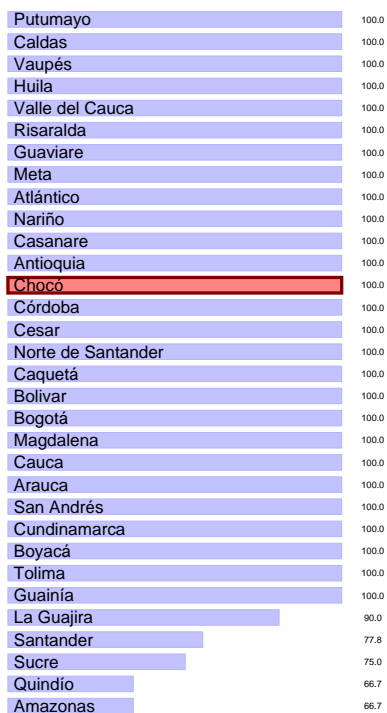 Putumayo 100.0
Caldas 100.0
Vaupés 100.0
Huila 100.0
Valle del Cauca 100.0
Risaralda 100.0
Guaviare 100.0
Meta 100.0
Atlántico 100.0
Nariño 100.0
Casanare 100.0
Antioquia 100.0
Chocó 100.0
Córdoba 100.0
Cesar 100.0
Norte de Santander 100.0
Caquetá 100.0
Bolivar 100.0
Bogotá 100.0
Magdalena 100.0
Cauca 100.0
Arauca 100.0
San Andrés 100.0
Cundinamarca 100.0
Boyacá 100.0
Tolima 100.0
Guainía 100.0
La Guajira 90.0
Santander 77.8
Sucre 75.0
Quindío 66.7
Amazonas 66.7